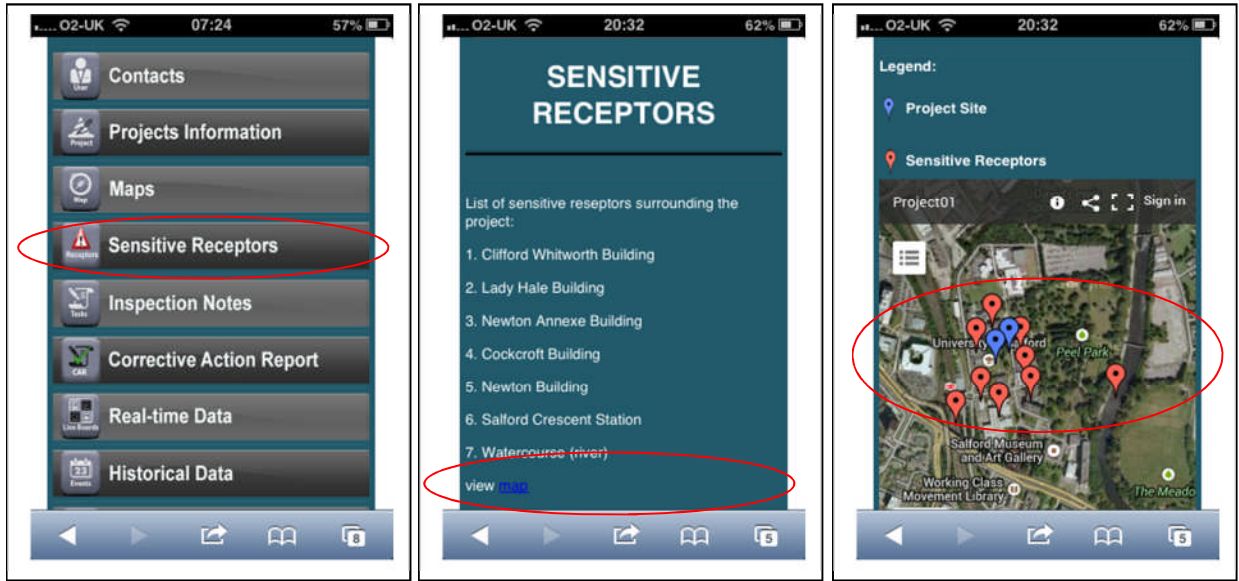 ..... O2-UK 07:24 57%
User
Contacts
Project
Projects Information
Map
Maps
Receptors
Sensitive Receptors
Tasks
Inspection Notes
CAR
Corrective Action Report
Live Boards
Real-time Data
23
Events
Historical Data
8
..... O2-UK 20:32 62%
SENSITIVE
RECEPTORS
List of sensitive reseptors surrounding the
project:
1. Clifford Whitworth Building
2. Lady Hale Building
3. Newton Annexe Building
4. Cockcroft Building
5. Newton Building
6. Salford Crescent Station
7. Watercourse (river)
view map
5
..... O2-UK 20:32 62%
Legend:
Project Site
Sensitive Receptors
Project01 Sign in
Peel Park
Salford Museum
and Art Gallery
Working Class
Movement Library
The Meado
5